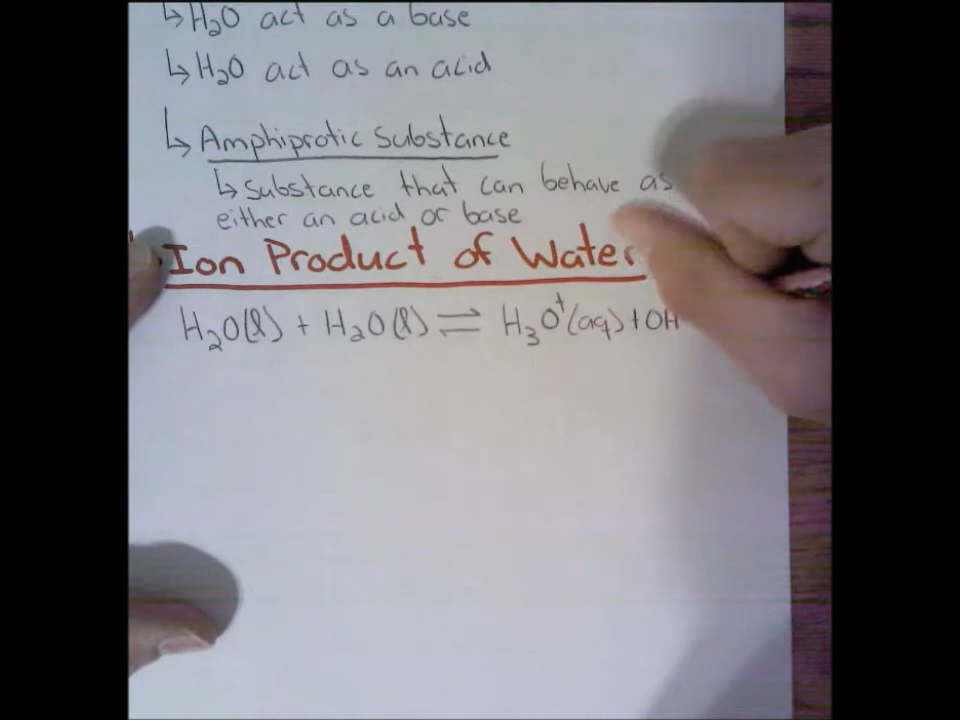 ↳H₂O act as a base
↳H₂O act as an acid
↳Amphiprotic Substance
↳substance that can behave as
either an acid or base
Ion Product of Water
H₂O(l) + H₂O(l) ⇌ H₃O⁺(aq) + OH